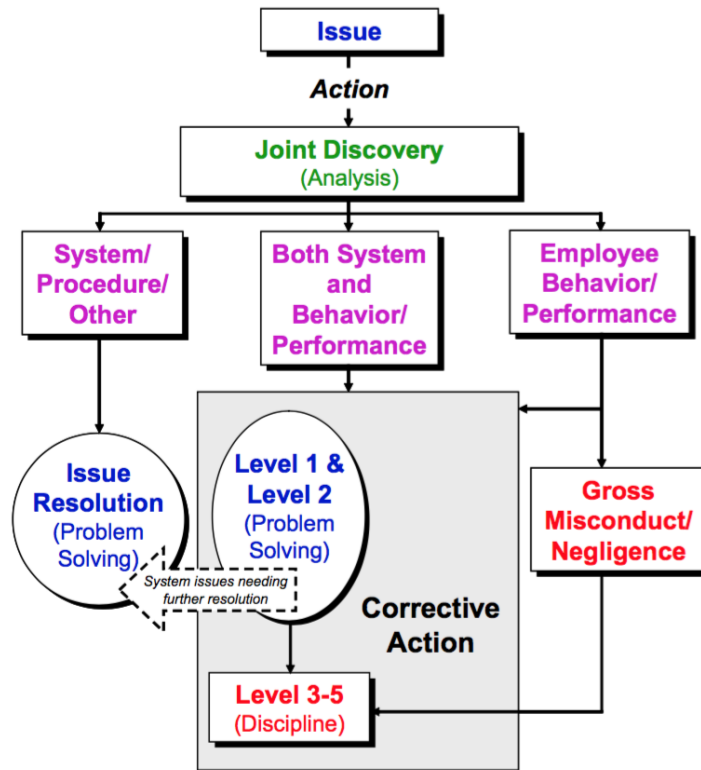 Issue
Action
Joint Discovery
(Analysis)
System/
Procedure/
Other
Both System
and
Behavior/
Performance
Employee
Behavior/
Performance
Issue
Resolution
(Problem
Solving)
Level 1 &
Level 2
(Problem
Solving)
Gross
Misconduct/
Negligence
System issues needing
further resolution
Corrective
Action
Level 3-5
(Discipline)